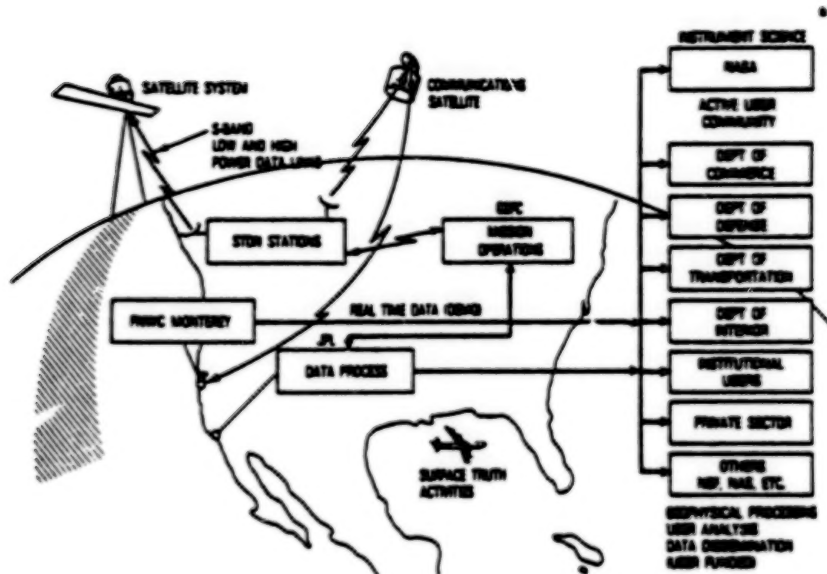 SATELLITE SYSTEM
S-BAND
LOW AND HIGH
POWER DATA LINKS
COMMUNICATIONS
SATELLITE
STDN STATIONS
GSFC
MISSION
OPERATIONS
FNWC MONTEREY
REAL TIME DATA (DEMO)
JPL
DATA PROCESS
SURFACE TRUTH
ACTIVITIES
INSTRUMENT SCIENCE
NASA
ACTIVE USER
COMMUNITY
DEPT OF
COMMERCE
DEPT OF
DEFENSE
DEPT OF
TRANSPORTATION
DEPT OF
INTERIOR
INSTITUTIONAL
USERS
PRIVATE SECTOR
OTHERS
NSF, NAS, ETC.
GEOPHYSICAL PROCESSING
USER ANALYSIS
DATA DISSEMINATION
(USER FUNDED)